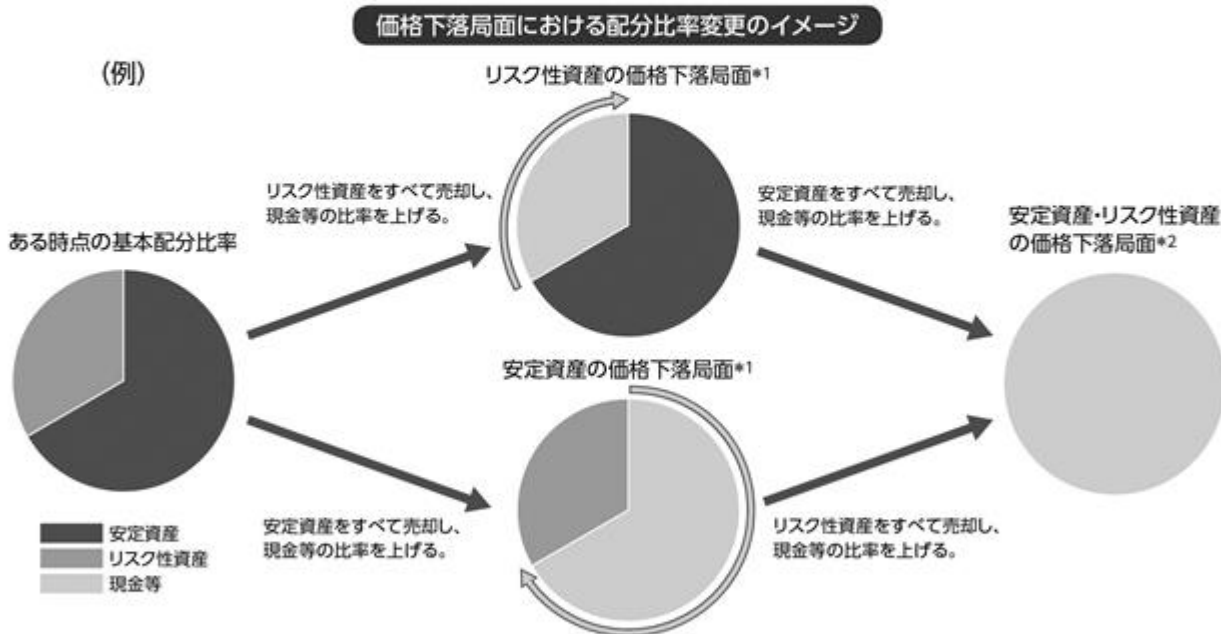 価格下落局面における配分比率変更のイメージ
(例)
リスク性資産の価格下落局面*1
リスク性資産をすべて売却し、
現金等の比率を上げる。
安定資産をすべて売却し、
現金等の比率を上げる。
安定資産・リスク性資産
の価格下落局面*2
ある時点の基本配分比率
安定資産の価格下落局面*1
安定資産
リスク性資産
現金等
安定資産をすべて売却し、
現金等の比率を上げる。
リスク性資産をすべて売却し、
現金等の比率を上げる。